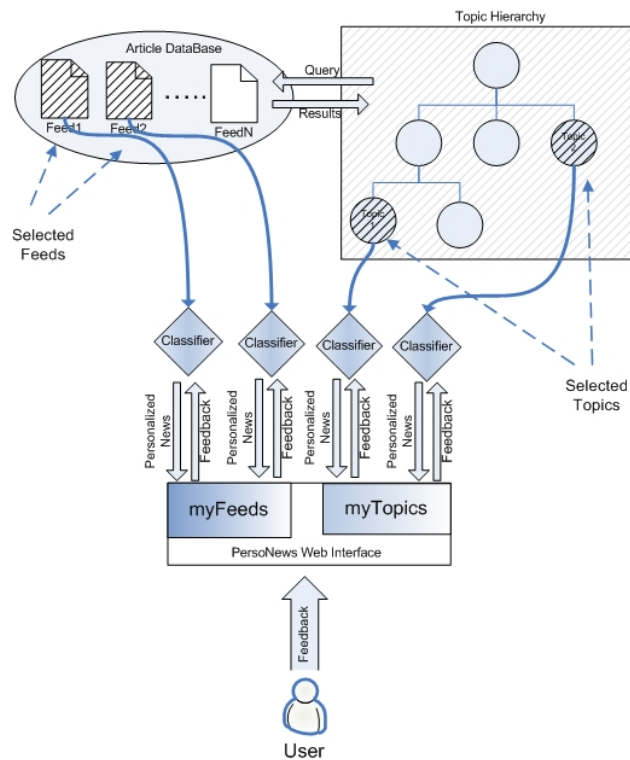 Topic Hierarchy
Article DataBase
Query
Results
Feed1
Feed2
FeedN
Topic
2
Topic
1
Selected
Feeds
Selected
Topics
Classifier
Classifier
Classifier
Classifier
Personalized
News
Feedback
Personalized
News
Feedback
Personalized
News
Feedback
Personalized
News
Feedback
myFeeds
myTopics
PersoNews Web Interface
Feedback
User